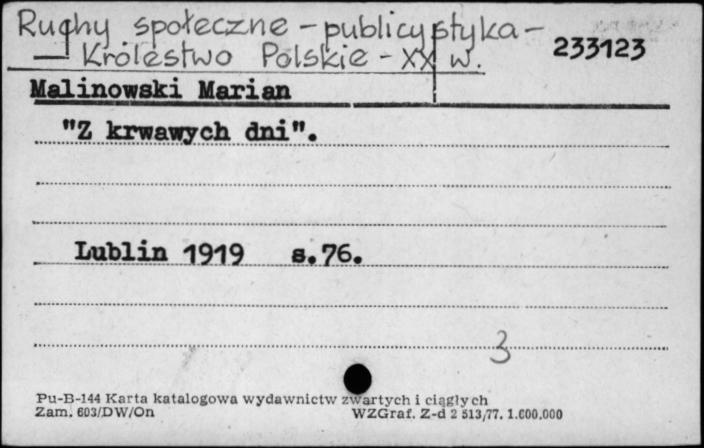 Ruchy społeczne – publicystyka –
– Królestwo Polskie – XX w.
233123
Malinowski Marian
"Z krwawych dni".
Lublin 1919 s.76.
3
Pu-B-144 Karta katalogowa wydawnictw zwartych i ciągłych
Zam. 603/DW/On WZGraf. Z-d 2 513/77. 1.600.000